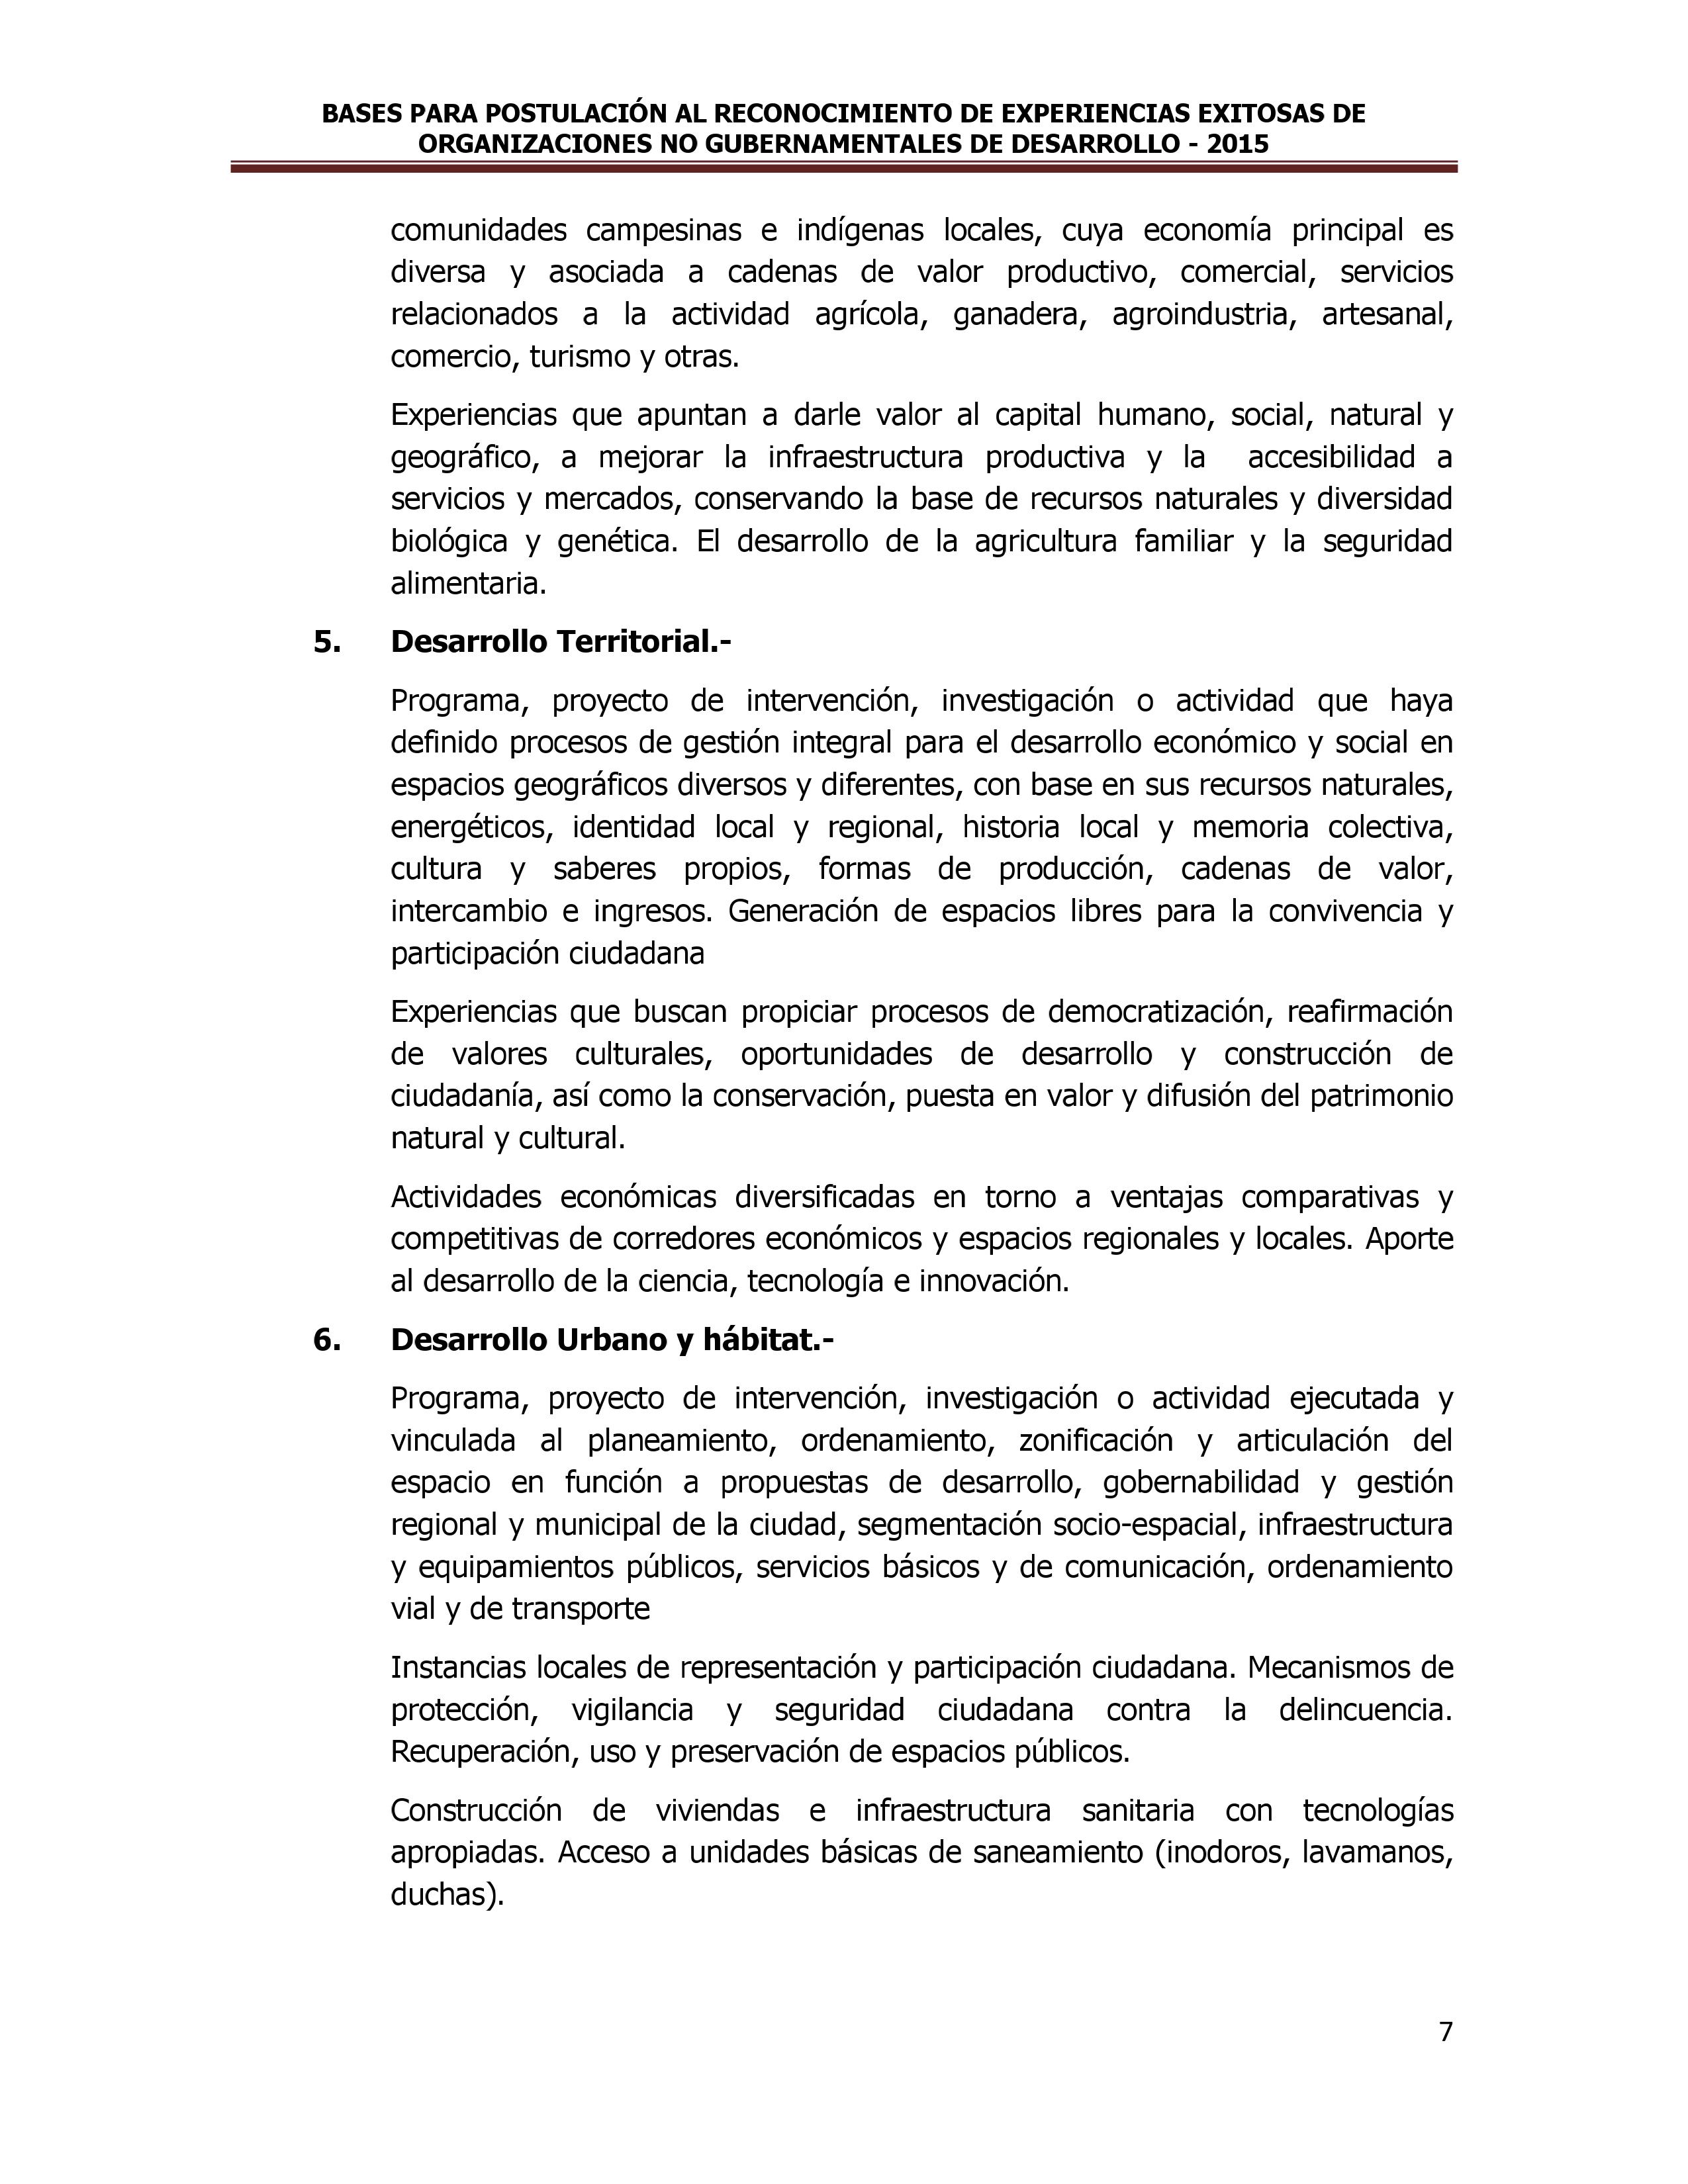 BASES PARA POSTULACIÓN AL RECONOCIMIENTO DE EXPERIENCIAS EXITOSAS DE
ORGANIZACIONES NO GUBERNAMENTALES DE DESARROLLO - 2015
comunidades campesinas e indígenas locales, cuya economía principal es
diversa y asociada a cadenas de valor productivo, comercial, servicios
relacionados a la actividad agrícola, ganadera, agroindustria, artesanal,
comercio, turismo y otras.
Experiencias que apuntan a darle valor al capital humano, social, natural y
geográfico, a mejorar la infraestructura productiva y la accesibilidad a
servicios y mercados, conservando la base de recursos naturales y diversidad
biológica y genética. El desarrollo de la agricultura familiar y la seguridad
alimentaria.
5. Desarrollo Territorial.-
Programa, proyecto de intervención, investigación o actividad que haya
definido procesos de gestión integral para el desarrollo económico y social en
espacios geográficos diversos y diferentes, con base en sus recursos naturales,
energéticos, identidad local y regional, historia local y memoria colectiva,
cultura y saberes propios, formas de producción, cadenas de valor,
intercambio e ingresos. Generación de espacios libres para la convivencia y
participación ciudadana
Experiencias que buscan propiciar procesos de democratización, reafirmación
de valores culturales, oportunidades de desarrollo y construcción de
ciudadanía, así como la conservación, puesta en valor y difusión del patrimonio
natural y cultural.
Actividades económicas diversificadas en torno a ventajas comparativas y
competitivas de corredores económicos y espacios regionales y locales. Aporte
al desarrollo de la ciencia, tecnología e innovación.
6. Desarrollo Urbano y hábitat.-
Programa, proyecto de intervención, investigación o actividad ejecutada y
vinculada al planeamiento, ordenamiento, zonificación y articulación del
espacio en función a propuestas de desarrollo, gobernabilidad y gestión
regional y municipal de la ciudad, segmentación socio-espacial, infraestructura
y equipamientos públicos, servicios básicos y de comunicación, ordenamiento
vial y de transporte
Instancias locales de representación y participación ciudadana. Mecanismos de
protección, vigilancia y seguridad ciudadana contra la delincuencia.
Recuperación, uso y preservación de espacios públicos.
Construcción de viviendas e infraestructura sanitaria con tecnologías
apropiadas. Acceso a unidades básicas de saneamiento (inodoros, lavamanos,
duchas).
7